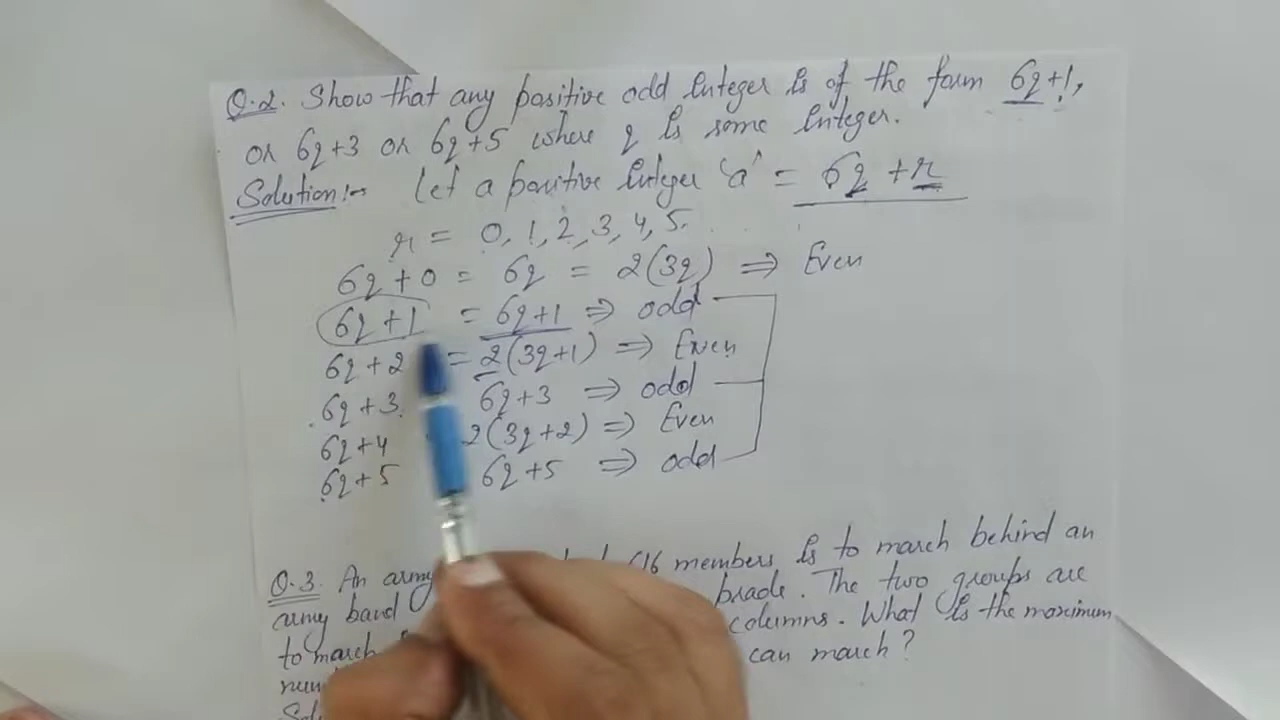 Q.2. Show that any positive odd Integer is of the form 6q+1,
or 6q+3 or 6q+5 where q is some Integer.
Solution:- Let a positive Integer 'a' = 6q + r
r = 0, 1, 2, 3, 4, 5.
6q + 0 = 6q = 2(3q) ⇒ Even
6q + 1 = 6q+1 ⇒ odd
6q + 2 = 2(3q+1) ⇒ Even
6q + 3 6q+3 ⇒ odd
6q+4 2(3q+2) ⇒ Even
6q+5 6q+5 ⇒ odd
Q.3. An army 616 members is to march behind an
army band The two groups are
to march columns. What is the maximum
can march?